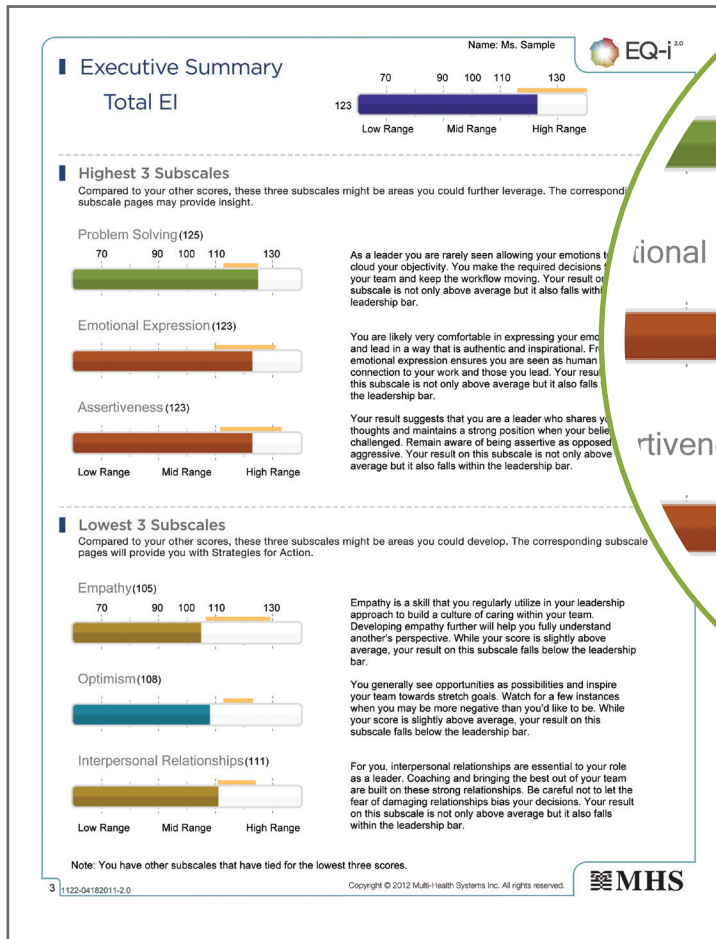 Name: Ms. Sample
EQ-i 2.0
Executive Summary
Total EI
70 90 100 110 130
123
Low Range Mid Range High Range
Highest 3 Subscales
Compared to your other scores, these three subscales might be areas you could further leverage. The
subscale pages may provide insight.
Problem Solving(125)
70 90 100 110 130
As a leader you are rarely seen allowing your emotions
cloud your objectivity. You make the required decisions
your team and keep the workflow moving. Your result
subscale is not only above average but it also falls
leadership bar.
Emotional Expression(123)
You are likely very comfortable in expressing your
and lead in a way that is authentic and inspirational.
emotional expression ensures you are seen as human
connection to your work and those you lead. Your
this subscale is not only above average but it also falls
the leadership bar.
Assertiveness(123)
Your result suggests that you are a leader who shares
thoughts and maintains a strong position when your
challenged. Remain aware of being assertive as opposed
aggressive. Your result on this subscale is not only above
average but it also falls within the leadership bar.
Low Range Mid Range High Range
tional
rtiven
Lowest 3 Subscales
Compared to your other scores, these three subscales might be areas you could develop. The corresponding subscale
pages will provide you with Strategies for Action.
Empathy(105)
70 90 100 110 130
Empathy is a skill that you regularly utilize in your leadership
approach to build a culture of caring within your team.
Developing empathy further will help you fully understand
another's perspective. While your score is slightly above
average, your result on this subscale falls below the leadership
bar.
Optimism(108)
You generally see opportunities as possibilities and inspire
your team towards stretch goals. Watch for a few instances
when you may be more negative than you'd like to be. While
your score is slightly above average, your result on this
subscale falls below the leadership bar.
Interpersonal Relationships(111)
For you, interpersonal relationships are essential to your role
as a leader. Coaching and bringing the best out of your team
are built on these strong relationships. Be careful not to let the
fear of damaging relationships bias your decisions. Your result
on this subscale is not only above average but it also falls
within the leadership bar.
Low Range Mid Range High Range
Note: You have other subscales that have tied for the lowest three scores.
3 1122-04182011-2.0
Copyright © 2012 Multi-Health Systems Inc. All rights reserved.
MHS